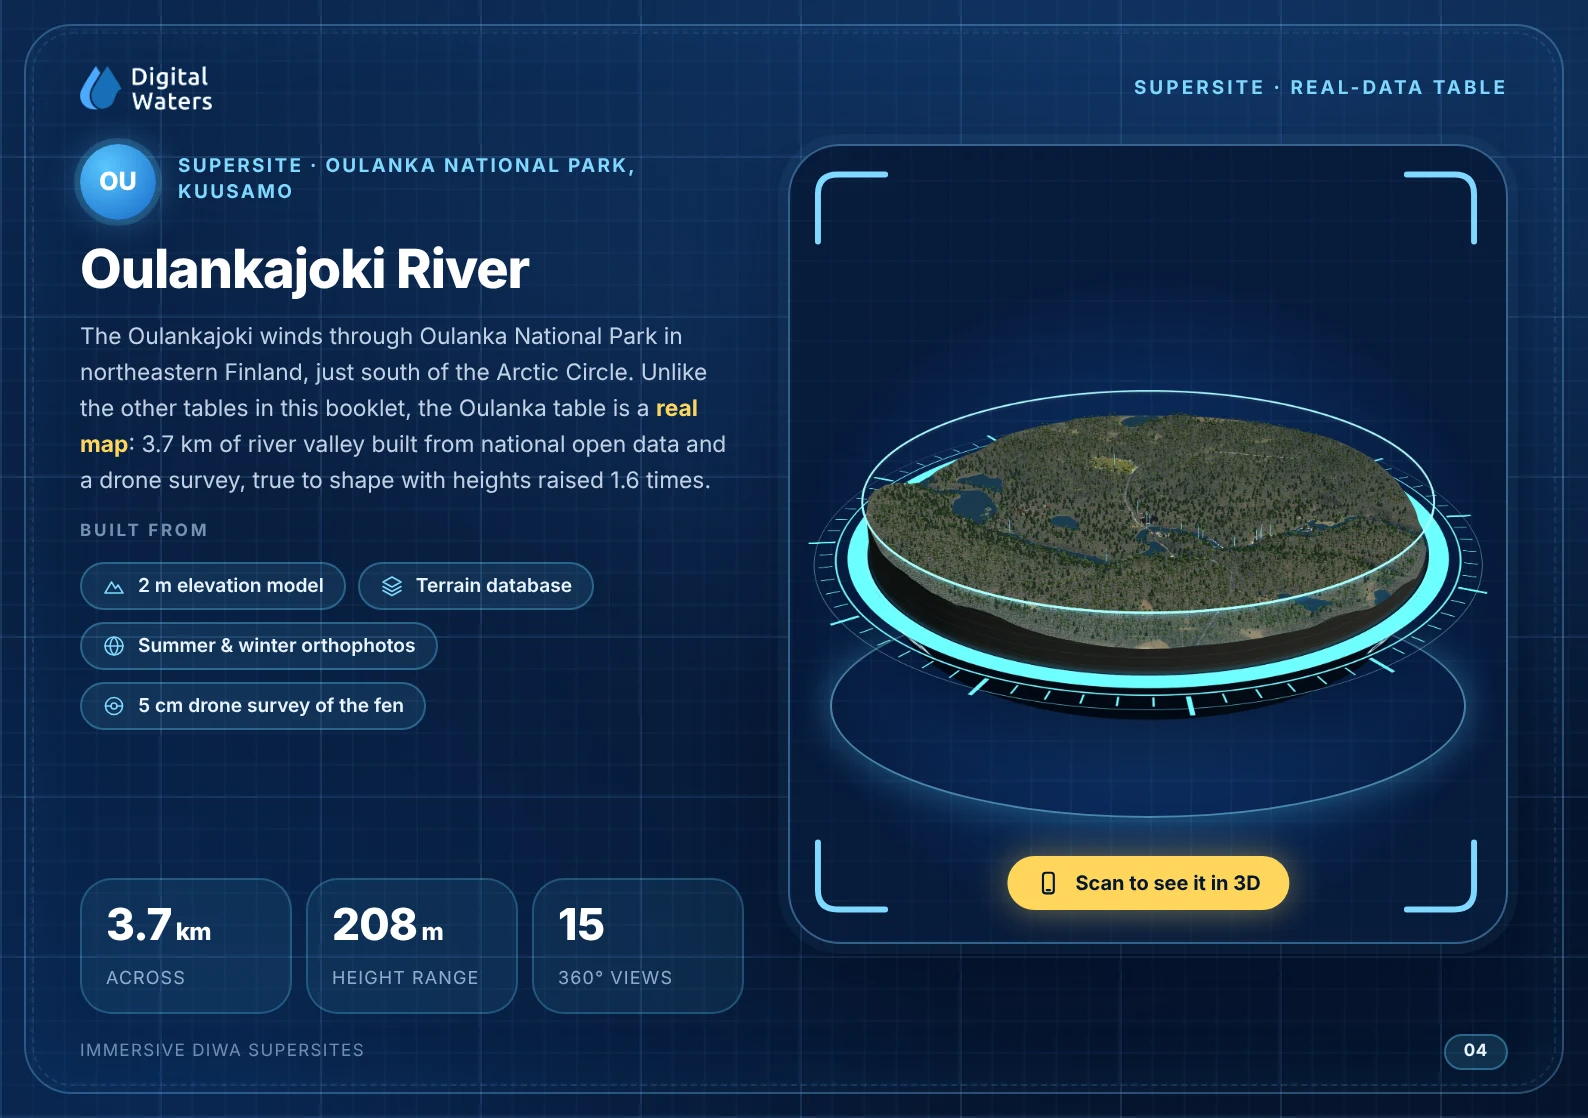 Digital
Waters
SUPERSITE · REAL-DATA TABLE
OU
SUPERSITE · OULANKA NATIONAL PARK,
KUUSAMO
Oulankajoki River
The Oulankajoki winds through Oulanka National Park in
northeastern Finland, just south of the Arctic Circle. Unlike
the other tables in this booklet, the Oulanka table is a real
map: 3.7 km of river valley built from national open data and
a drone survey, true to shape with heights raised 1.6 times.
BUILT FROM
2 m elevation model
Terrain database
Summer & winter orthophotos
5 cm drone survey of the fen
3.7 km
ACROSS
208 m
HEIGHT RANGE
15
360° VIEWS
Scan to see it in 3D
IMMERSIVE DIWA SUPERSITES
04